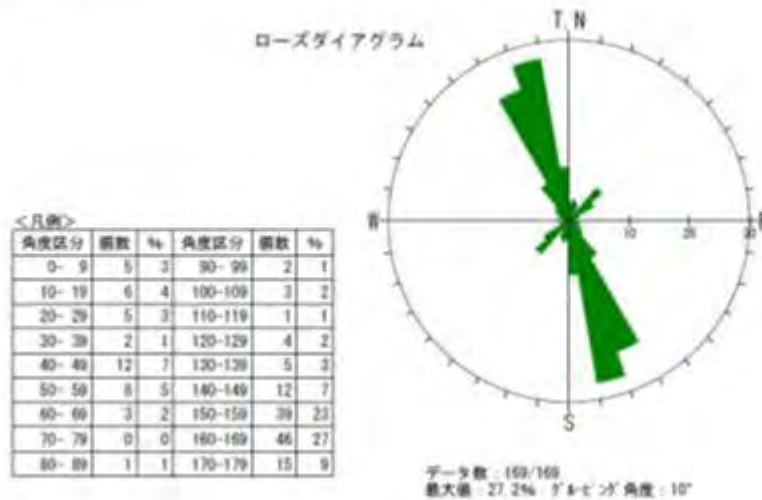 T. N
ローズダイアグラム
W
E
10 20 30
S
<凡例>
角度区分 個数 % 角度区分 個数 %
0- 9 5 3 90- 99 2 1
10- 19 6 4 100-109 3 2
20- 29 5 3 110-119 1 1
30- 39 2 1 120-129 4 2
40- 49 12 7 130-139 5 3
50- 59 8 5 140-149 12 7
60- 69 3 2 150-159 39 23
70- 79 0 0 160-169 46 27
80- 89 1 1 170-179 15 9
データ数 : 169/169
最大値 : 27.2% グルーピング角度 : 10°